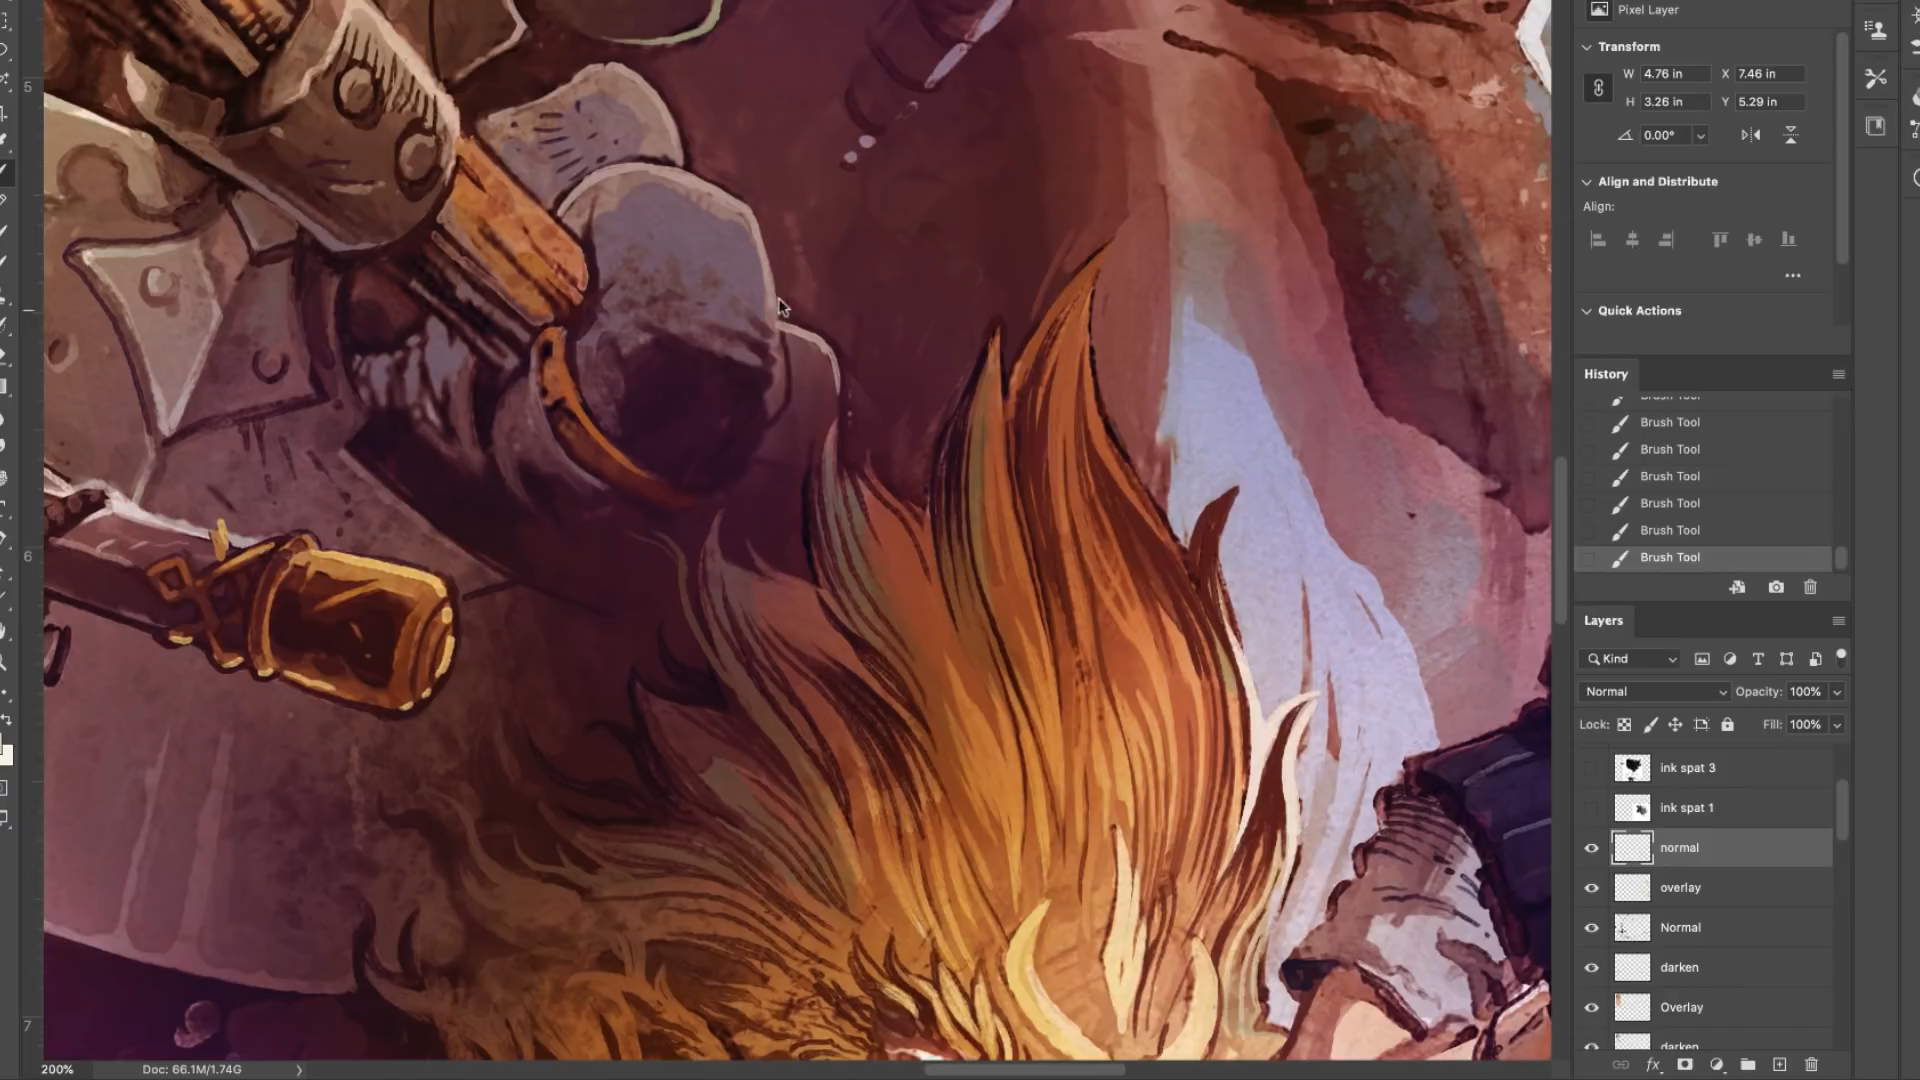 Pixel Layer
Transform
W 4.76 in X 7.46 in
H 3.26 in Y 5.29 in
0.00°
Align and Distribute
Align:
Quick Actions
History
Brush Tool
Brush Tool
Brush Tool
Brush Tool
Brush Tool
Brush Tool
Brush Tool
Layers
Kind
Normal Opacity: 100%
Lock: Fill: 100%
ink spat 3
ink spat 1
normal
overlay
Normal
darken
Overlay
darken
5
6
7
200% Doc: 66.1M/1.74G